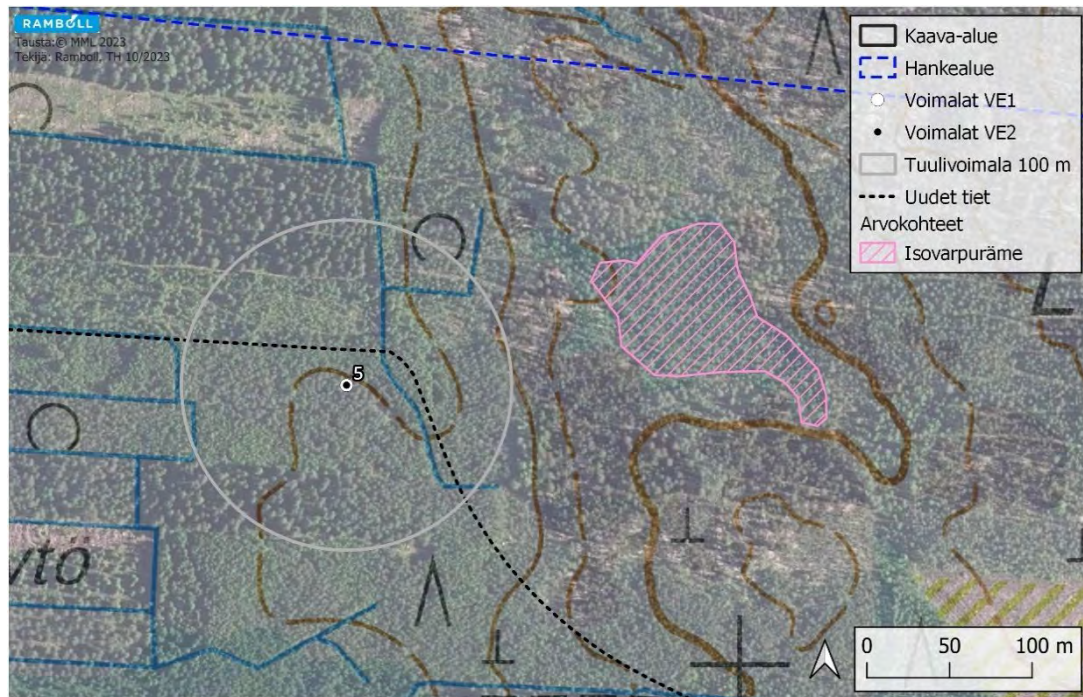 RAMBOLL
Tausta:© MML 2023
Tekijä: Ramboll, TH 10/2023
Kaava-alue
Hankealue
Voimalat VE1
Voimalat VE2
Tuulivoimala 100 m
Uudet tiet
Arvokohteet
Isovarpuräme
5
0 50 100 m